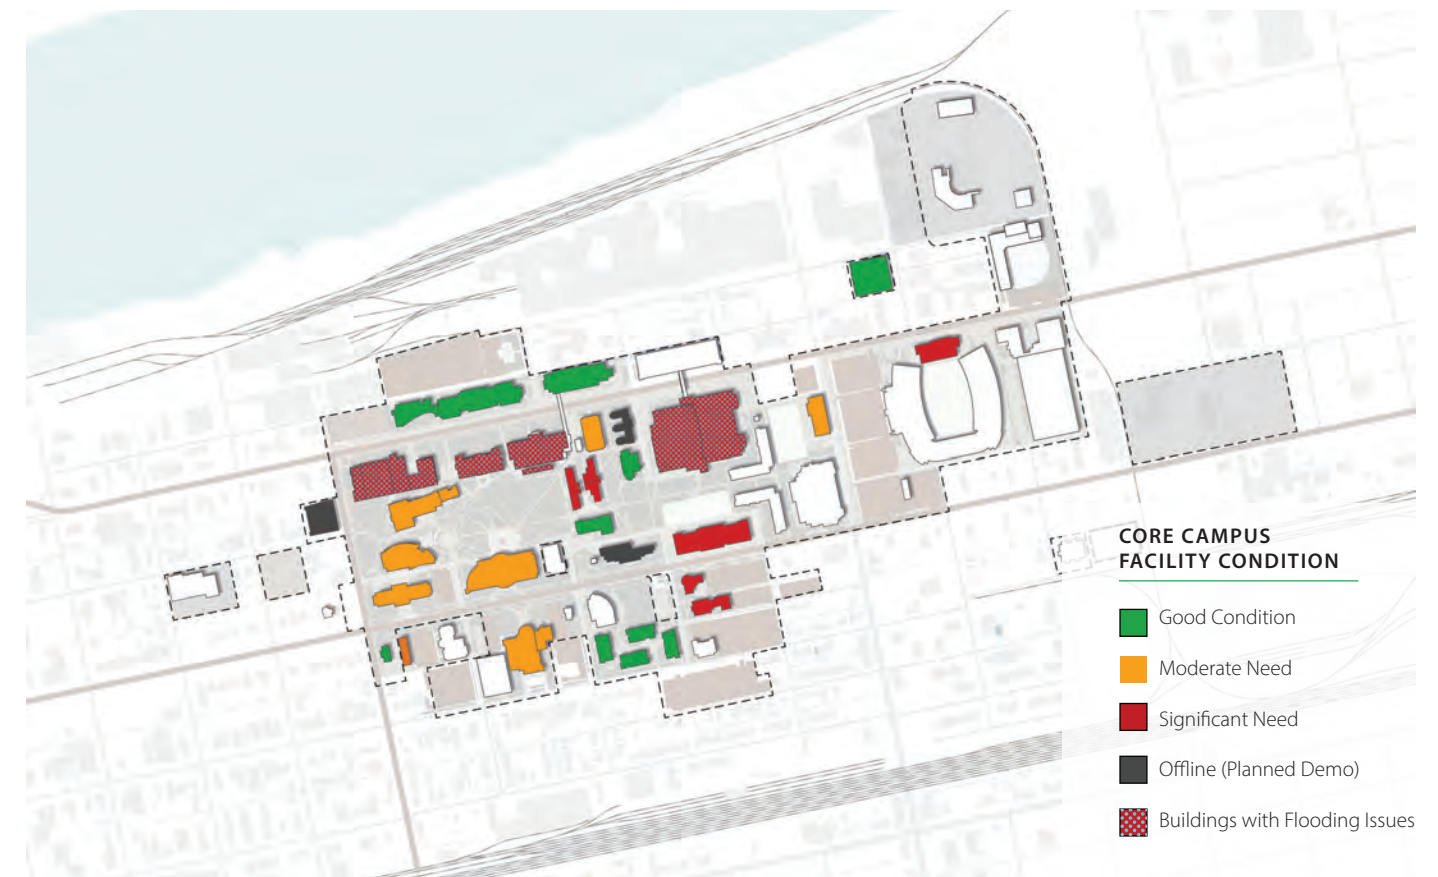 CORE CAMPUS
FACILITY CONDITION
Good Condition
Moderate Need
Significant Need
Offline (Planned Demo)
Buildings with Flooding Issues